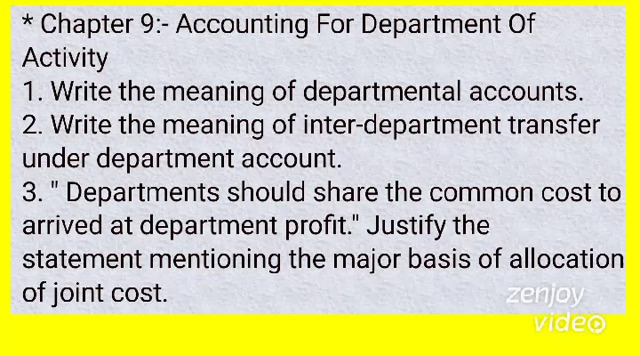 * Chapter 9:- Accounting For Department Of
Activity
1. Write the meaning of departmental accounts.
2. Write the meaning of inter-department transfer
under department account.
3. " Departments should share the common cost to
arrived at department profit." Justify the
statement mentioning the major basis of allocation
of joint cost.
zenjoy
video